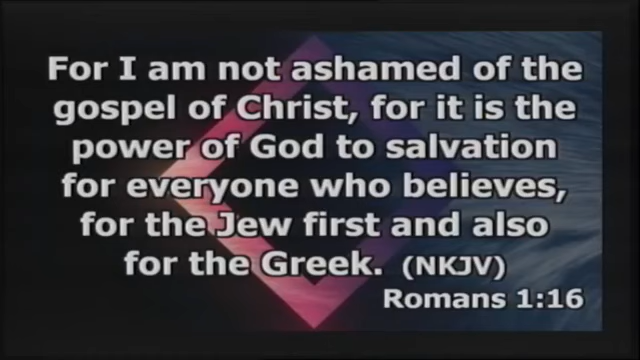 For I am not ashamed of the
gospel of Christ, for it is the
power of God to salvation
for everyone who believes,
for the Jew first and also
for the Greek. (NKJV)
Romans 1:16